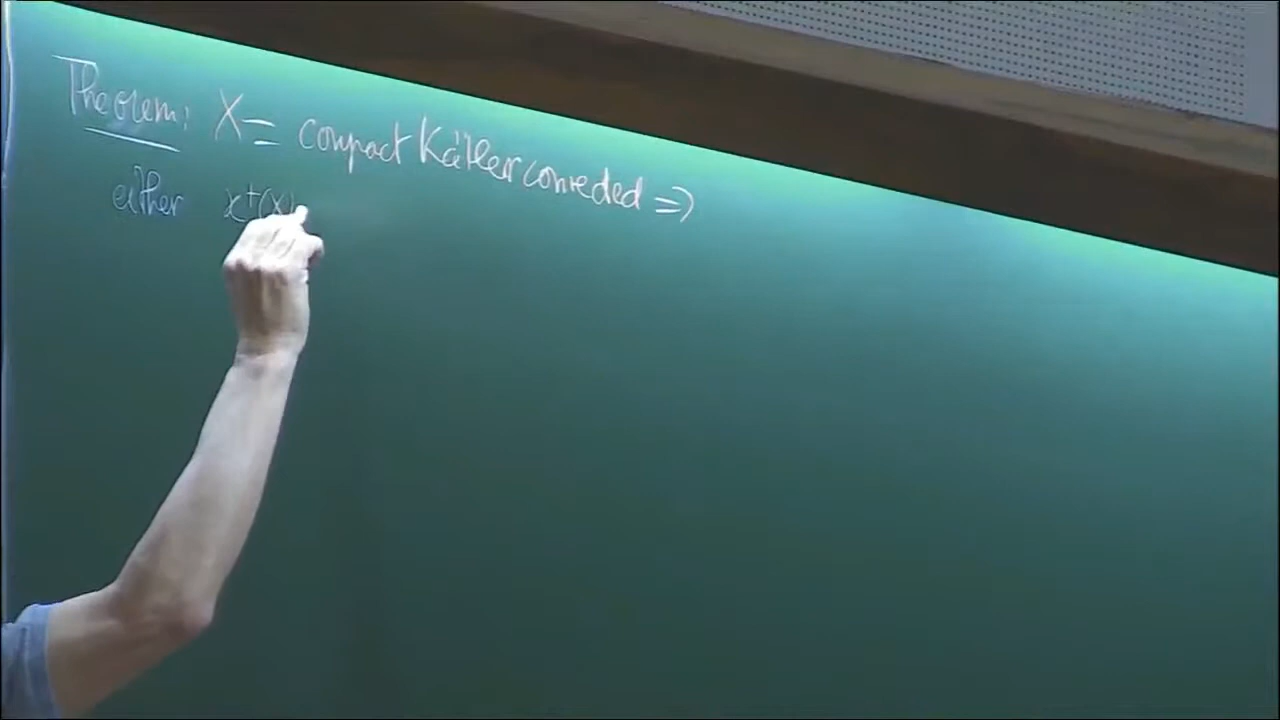 Theorem: X = compact Kähler connected ⇒
either x⁺(X)